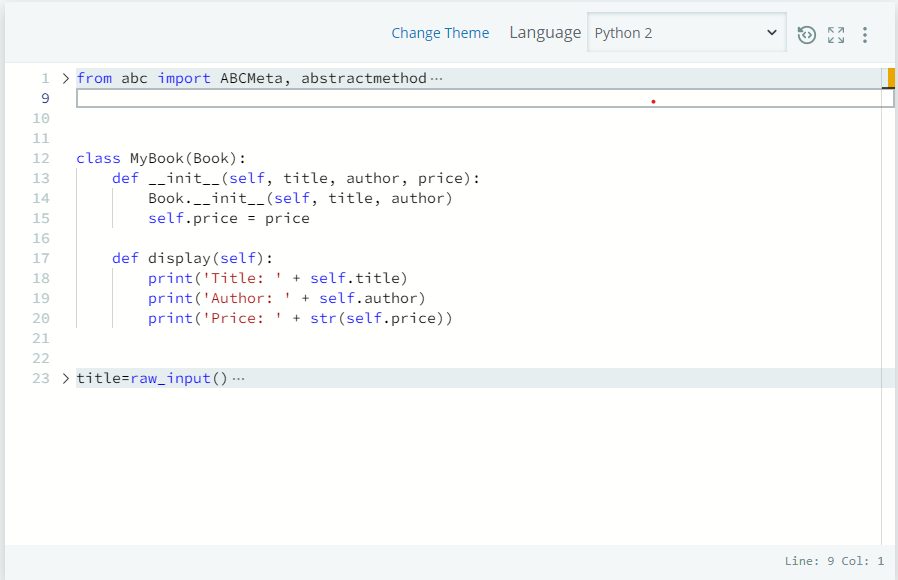 Change Theme Language Python 2
1 from abc import ABCMeta, abstractmethod···
9
10
11
12 class MyBook(Book):
13     def __init__(self, title, author, price):
14         Book.__init__(self, title, author)
15         self.price = price
16
17     def display(self):
18         print('Title: ' + self.title)
19         print('Author: ' + self.author)
20         print('Price: ' + str(self.price))
21
22
23 title=raw_input()···
Line: 9 Col: 1